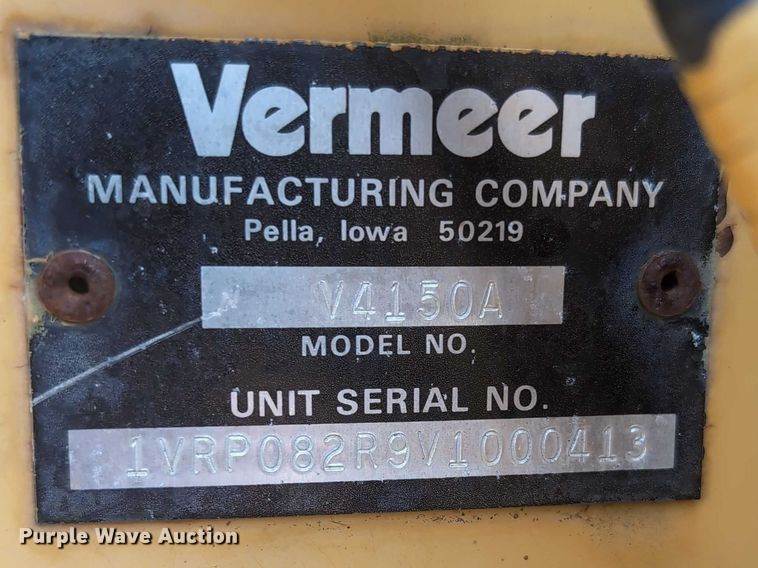 Vermeer
MANUFACTURING COMPANY
Pella, Iowa 50219
V4150A
MODEL NO.
UNIT SERIAL NO.
1VRP082R9V1000413
Purple Wave Auction